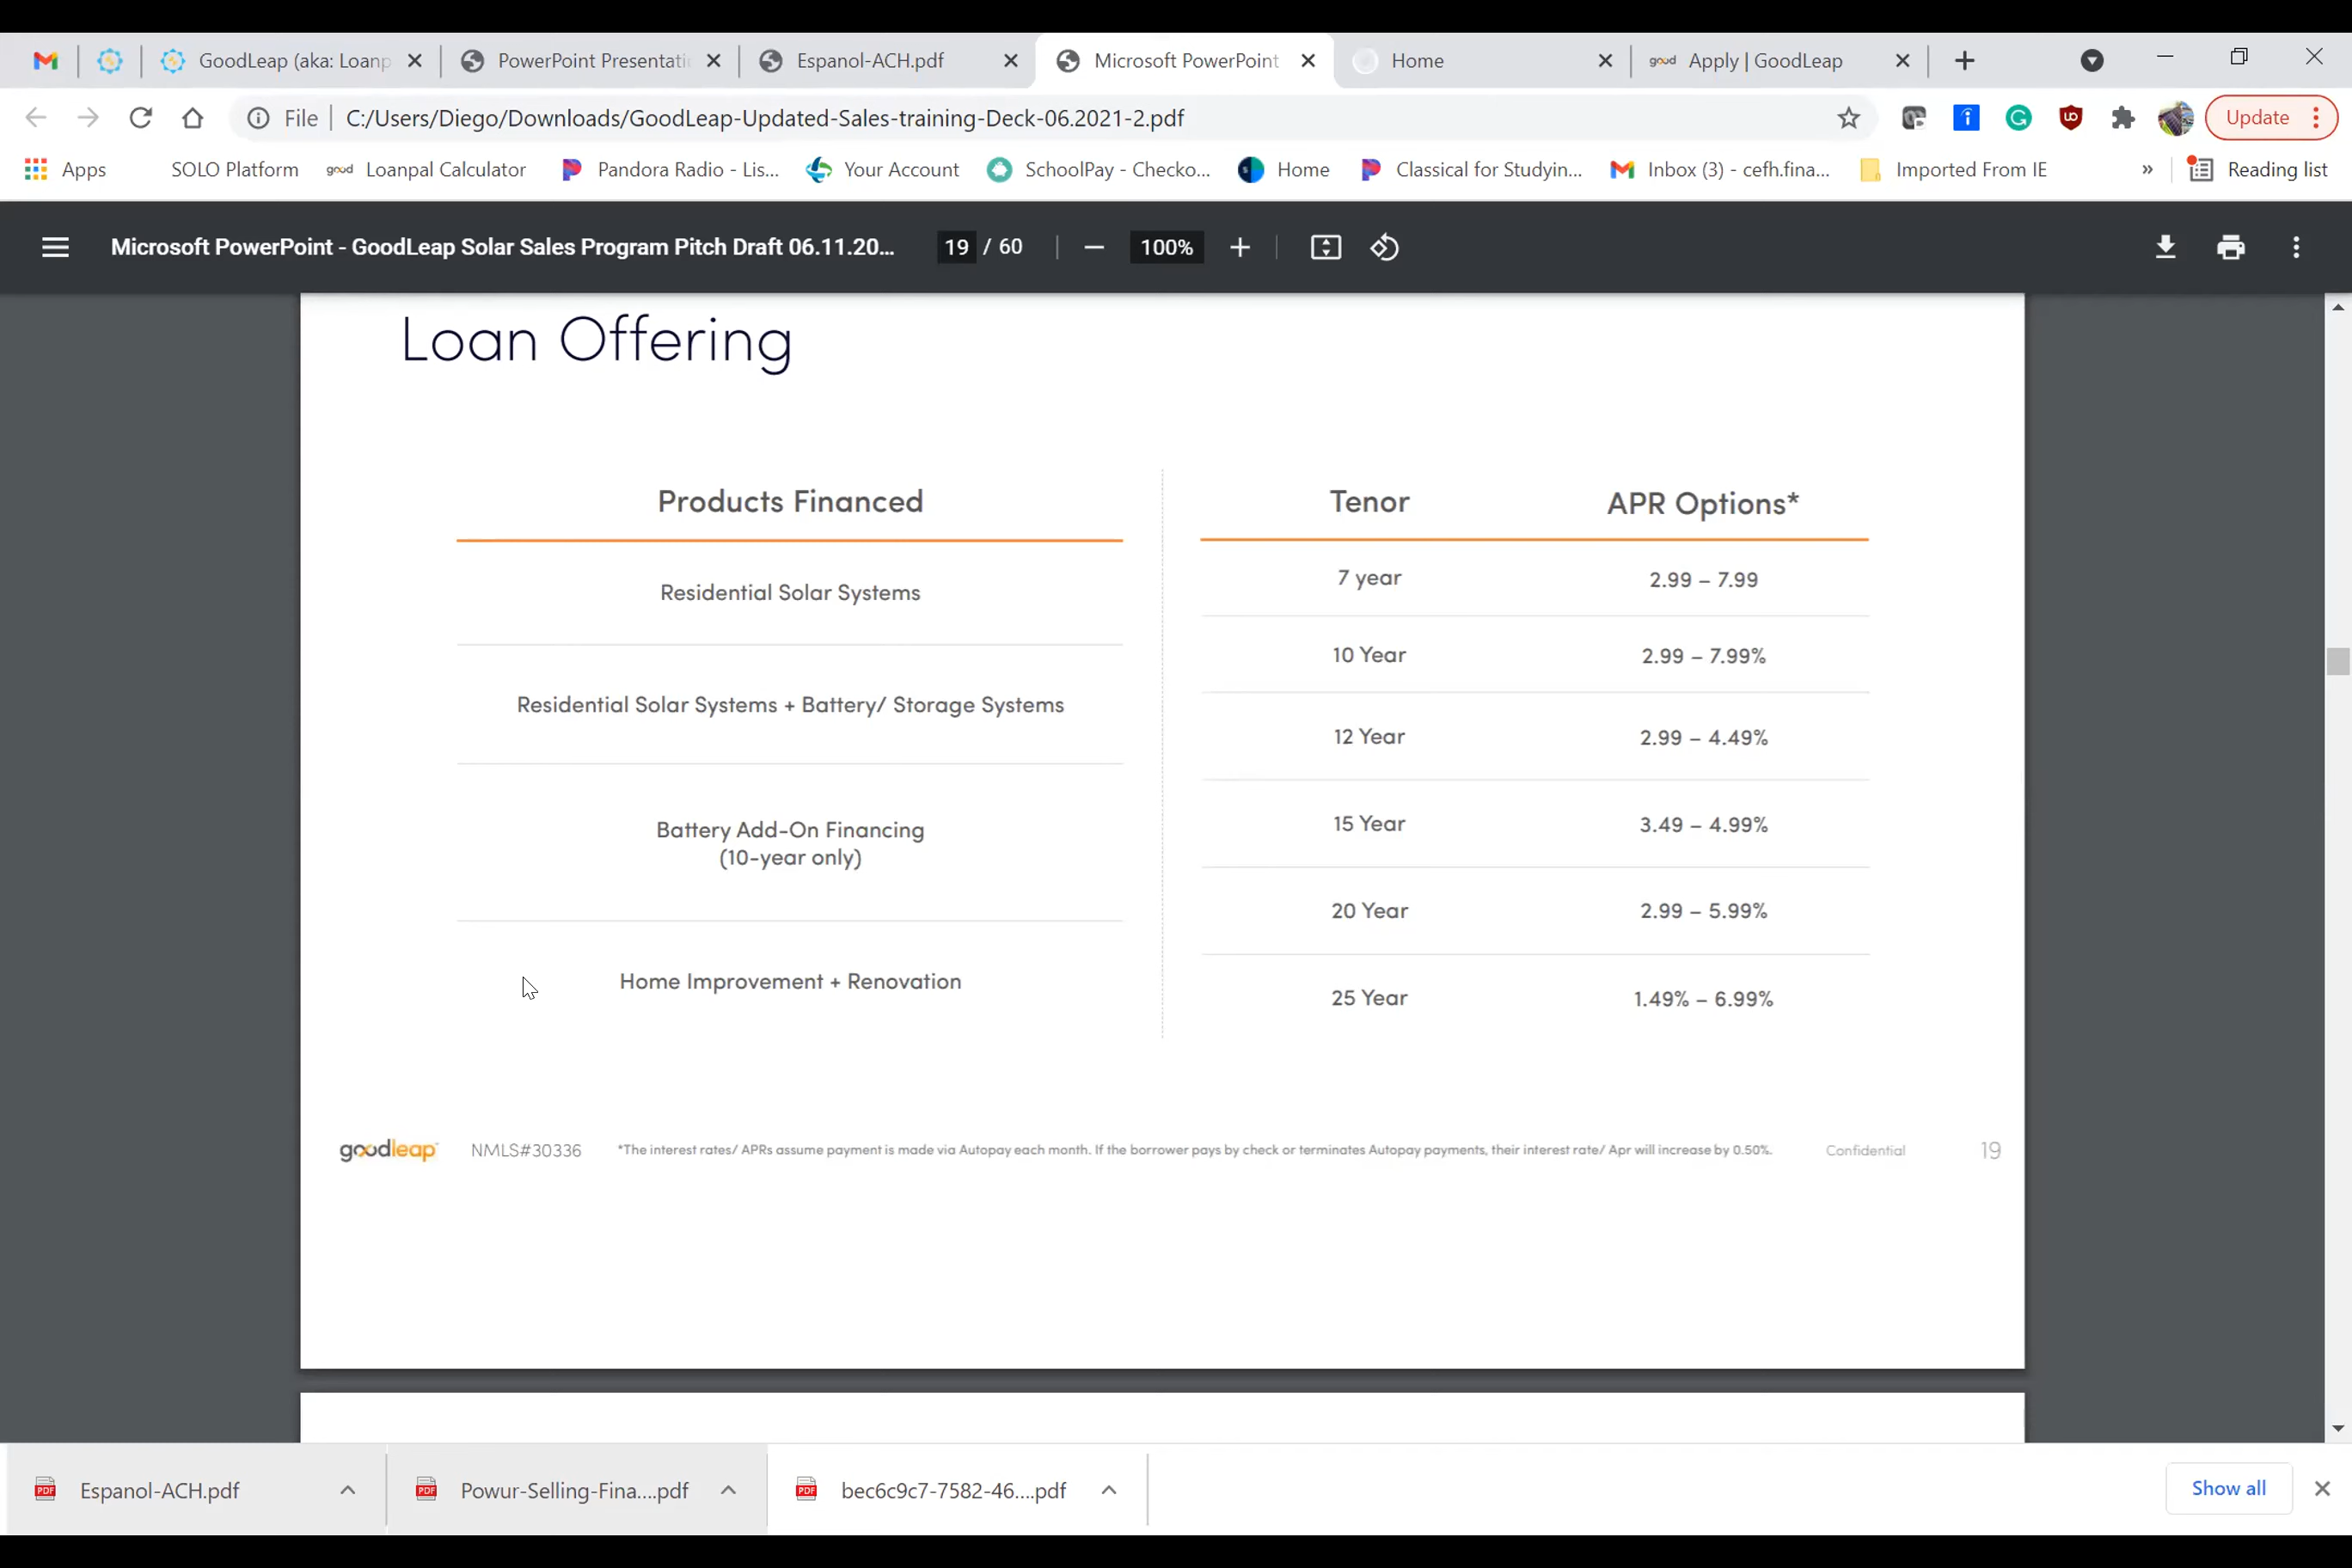 GoodLeap (aka: Loanp
PowerPoint Presentati
Espanol-ACH.pdf
Microsoft PowerPoint
Home
good
Apply | GoodLeap
File
C:/Users/Diego/Downloads/GoodLeap-Updated-Sales-training-Deck-06.2021-2.pdf
Update
Apps
SOLO Platform
good
Loanpal Calculator
Pandora Radio - Lis...
Your Account
SchoolPay - Checko...
Home
Classical for Studyin...
Inbox (3) - cefh.fina...
Imported From IE
»
Reading list
Microsoft PowerPoint - GoodLeap Solar Sales Program Pitch Draft 06.11.20...
19 / 60
100%
Loan Offering
Products Financed
Residential Solar Systems
Residential Solar Systems + Battery/ Storage Systems
Battery Add-On Financing
(10-year only)
Home Improvement + Renovation
Tenor APR Options*
7 year 2.99 – 7.99
10 Year 2.99 – 7.99%
12 Year 2.99 – 4.49%
15 Year 3.49 – 4.99%
20 Year 2.99 – 5.99%
25 Year 1.49% – 6.99%
goodleap
NMLS#30336
*The interest rates/ APRs assume payment is made via Autopay each month. If the borrower pays by check or terminates Autopay payments, their interest rate/ Apr will increase by 0.50%.
Confidential
19
PDF
Espanol-ACH.pdf
PDF
Powur-Selling-Fina....pdf
PDF
bec6c9c7-7582-46....pdf
Show all